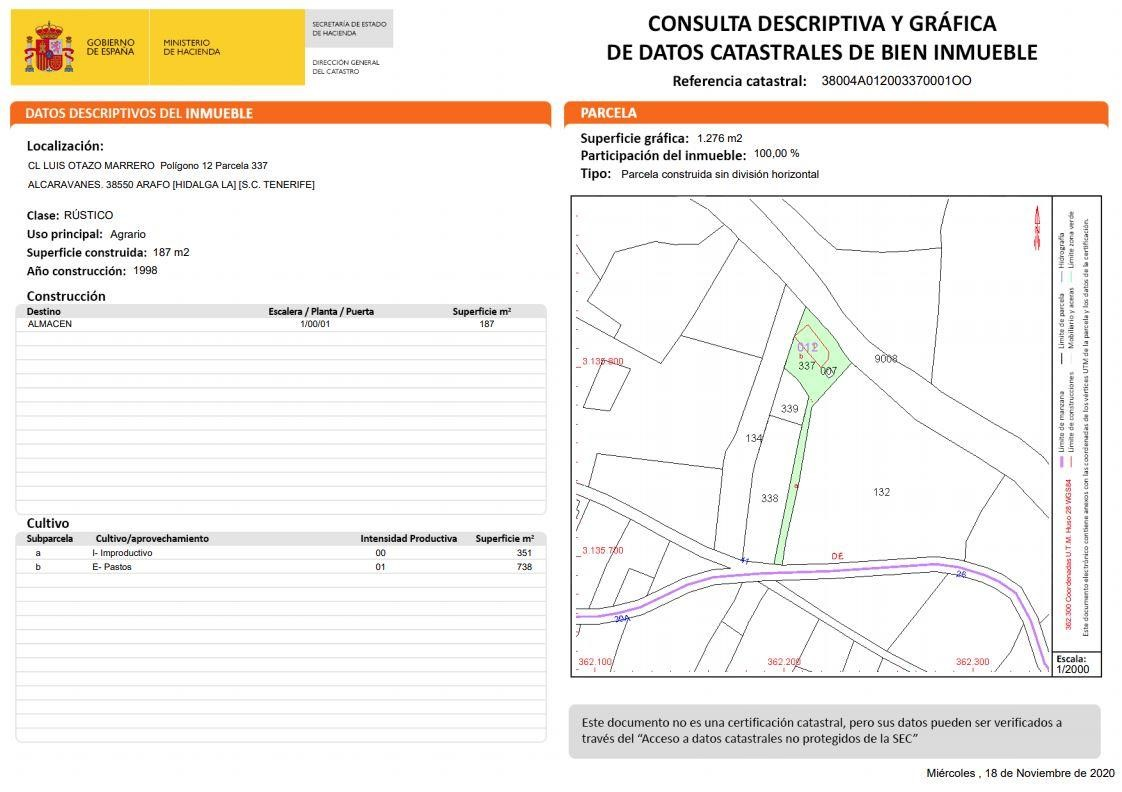 GOBIERNO
DE ESPAÑA
MINISTERIO
DE HACIENDA
SECRETARÍA DE ESTADO
DE HACIENDA
DIRECCIÓN GENERAL
DEL CATASTRO
CONSULTA DESCRIPTIVA Y GRÁFICA
DE DATOS CATASTRALES DE BIEN INMUEBLE
Referencia catastral: 38004A012003370001OO
DATOS DESCRIPTIVOS DEL INMUEBLE
Localización:
CL LUIS OTAZO MARRERO Polígono 12 Parcela 337
ALCARAVANES. 38550 ARAFO [HIDALGA LA] [S.C. TENERIFE]
Clase: RÚSTICO
Uso principal: Agrario
Superficie construida: 187 m2
Año construcción: 1998
Construcción
Destino Escalera / Planta / Puerta Superficie m²
ALMACEN 1/00/01 187
Cultivo
Subparcela Cultivo/aprovechamiento Intensidad Productiva Superficie m²
a I- Improductivo 00 351
b E- Pastos 01 738
PARCELA
Superficie gráfica: 1.276 m2
Participación del inmueble: 100,00 %
Tipo: Parcela construida sin división horizontal
3.135.800
012
b
337
007
9008
339
134
a
338
132
3.135.700
DE
26
20A
362.100
362.200
362.300
362.300 Coordenadas U.T.M. Huso 28 WGS84
Límite de manzana
Límite de parcela
Hidrografía
Límite de construcciones
Mobiliario y aceras
Límite zona verde
Este documento electrónico contiene anexos con las coordenadas de los vértices UTM de la parcela y los datos de la certificación.
Escala:
1/2000
Este documento no es una certificación catastral, pero sus datos pueden ser verificados a
través del “Acceso a datos catastrales no protegidos de la SEC”
Miércoles , 18 de Noviembre de 2020